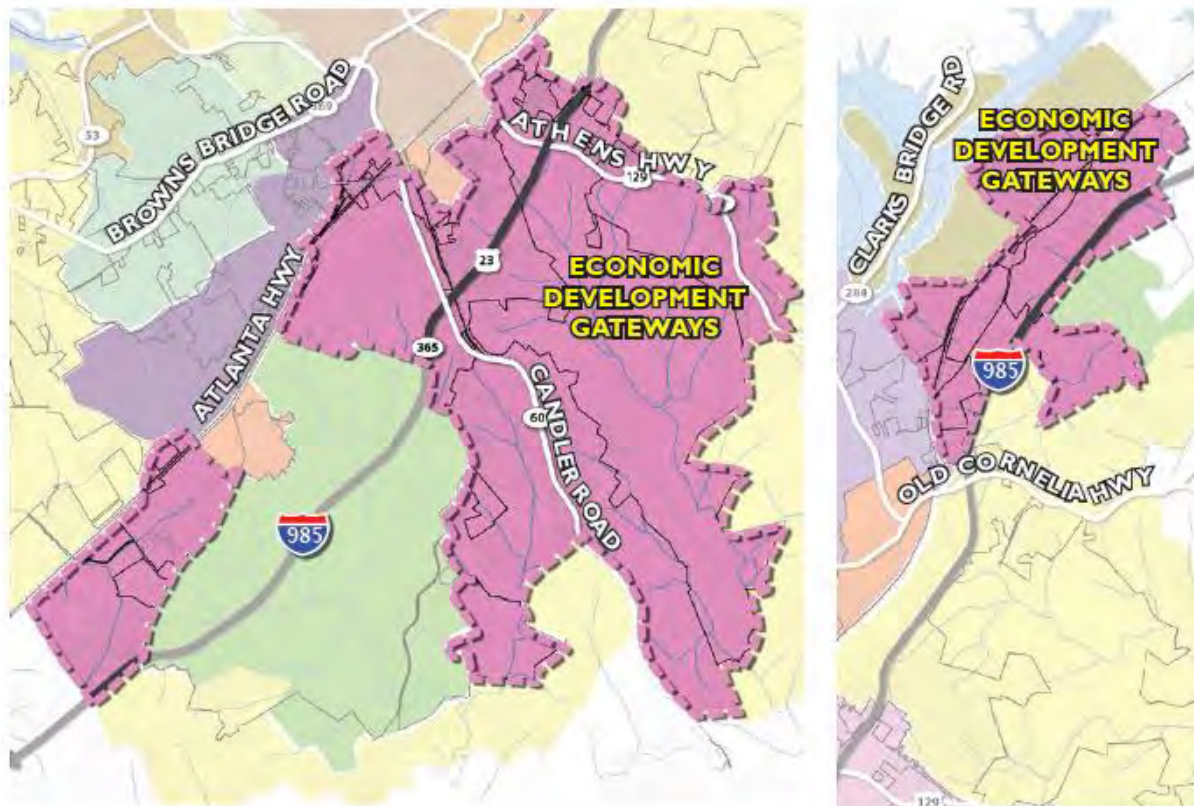 BROWNS BRIDGE ROAD
369
53
ATHENS HWY
129
23
ATLANTA HWY
365
ECONOMIC
DEVELOPMENT
GATEWAYS
CANDLER ROAD
60
985
CLARKS BRIDGE RD
ECONOMIC
DEVELOPMENT
GATEWAYS
284
985
OLD CORNELIA HWY
129